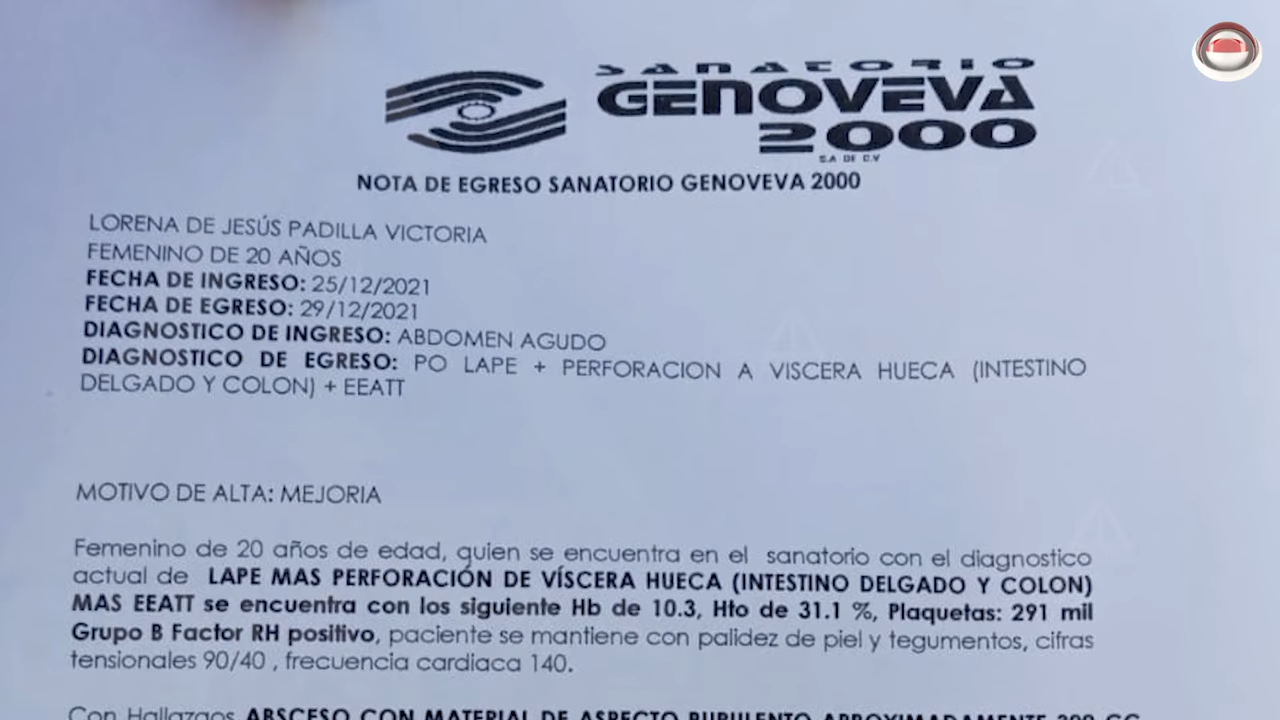 SANATORIO
GENOVEVA
2000
S.A DE C.V
NOTA DE EGRESO SANATORIO GENOVEVA 2000
LORENA DE JESÚS PADILLA VICTORIA
FEMENINO DE 20 AÑOS
FECHA DE INGRESO: 25/12/2021
FECHA DE EGRESO: 29/12/2021
DIAGNOSTICO DE INGRESO: ABDOMEN AGUDO
DIAGNOSTICO DE EGRESO: PO LAPE + PERFORACION A VISCERA HUECA (INTESTINO
DELGADO Y COLON) + EEATT
MOTIVO DE ALTA: MEJORIA
Femenino de 20 años de edad, quien se encuentra en el sanatorio con el diagnostico
actual de LAPE MAS PERFORACIÓN DE VÍSCERA HUECA (INTESTINO DELGADO Y COLON)
MAS EEATT se encuentra con los siguiente Hb de 10.3, Hto de 31.1 %, Plaquetas: 291 mil
Grupo B Factor RH positivo, paciente se mantiene con palidez de piel y tegumentos, cifras
tensionales 90/40 , frecuencia cardiaca 140.
Con Hallazgos ABSCESO CON MATERIAL DE ASPECTO PURULENTO APROXIMADAMENTE